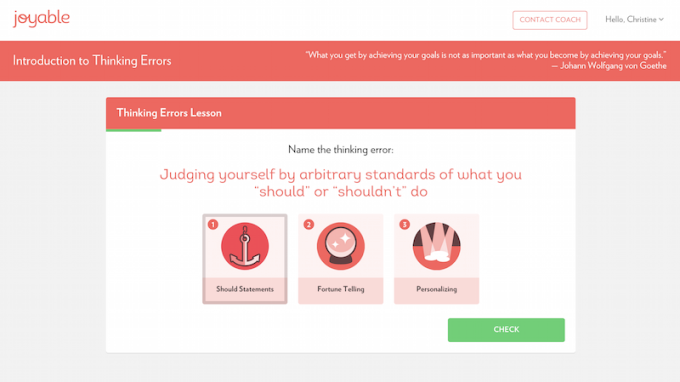 joyable
CONTACT COACH
Hello, Christine
Introduction to Thinking Errors
"What you get by achieving your goals is not as important as what you become by achieving your goals."
— Johann Wolfgang von Goethe
Thinking Errors Lesson
Name the thinking error:
Judging yourself by arbitrary standards of what you
"should" or "shouldn't" do
1
2
3
Should Statements
Fortune Telling
Personalizing
CHECK